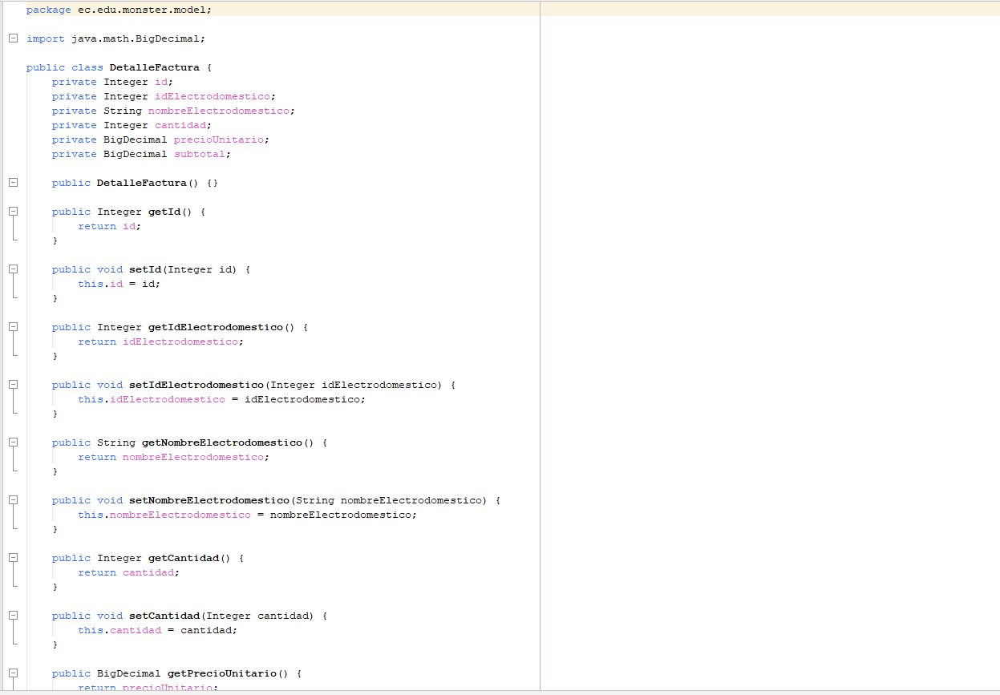 package ec.edu.monster.model;
import java.math.BigDecimal;
public class DetalleFactura {
private Integer id;
private Integer idElectrodomestico;
private String nombreElectrodomestico;
private Integer cantidad;
private BigDecimal precioUnitario;
private BigDecimal subtotal;
public DetalleFactura() {}
public Integer getId() {
return id;
}
public void setId(Integer id) {
this.id = id;
}
public Integer getIdElectrodomestico() {
return idElectrodomestico;
}
public void setIdElectrodomestico(Integer idElectrodomestico) {
this.idElectrodomestico = idElectrodomestico;
}
public String getNombreElectrodomestico() {
return nombreElectrodomestico;
}
public void setNombreElectrodomestico(String nombreElectrodomestico) {
this.nombreElectrodomestico = nombreElectrodomestico;
}
public Integer getCantidad() {
return cantidad;
}
public void setCantidad(Integer cantidad) {
this.cantidad = cantidad;
}
public BigDecimal getPrecioUnitario() {
return precioUnitario;